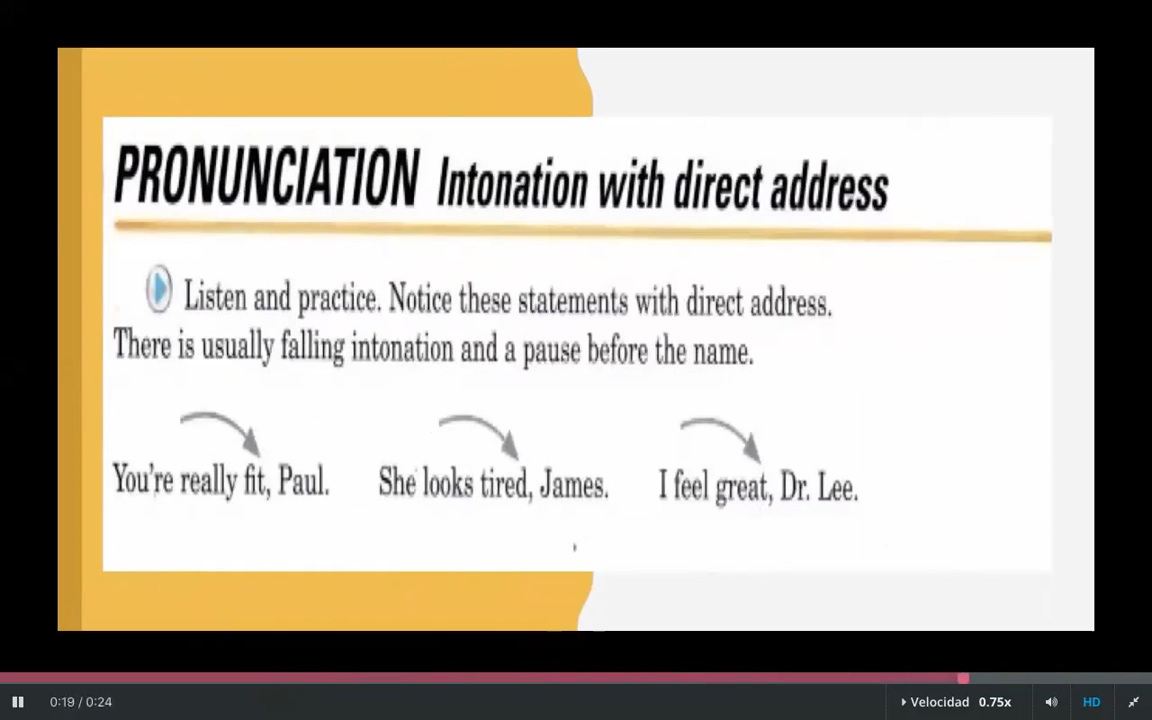 PRONUNCIATION Intonation with direct address
Listen and practice. Notice these statements with direct address.
There is usually falling intonation and a pause before the name.
You're really fit, Paul. She looks tired, James. I feel great, Dr. Lee.
0:19 / 0:24 Velocidad 0.75x HD